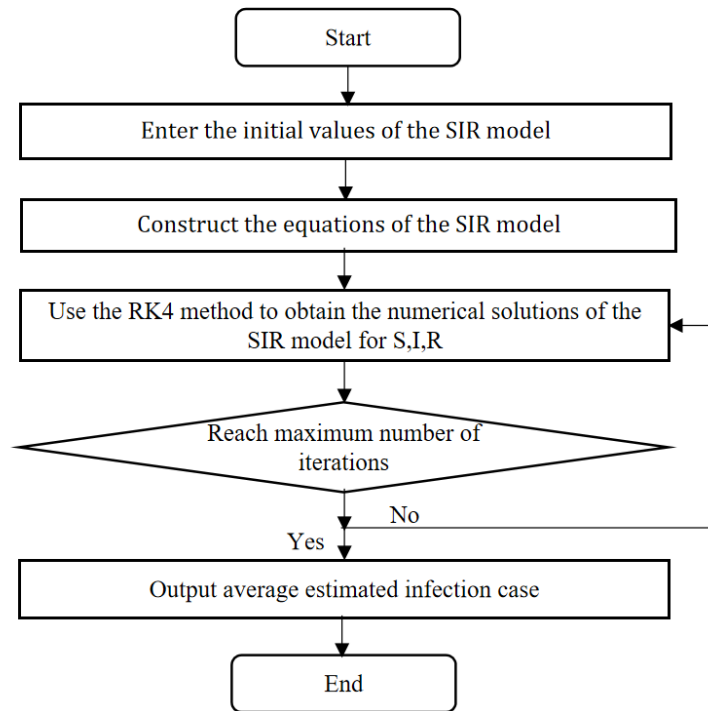 Start
Enter the initial values of the SIR model
Construct the equations of the SIR model
Use the RK4 method to obtain the numerical solutions of the
SIR model for S,I,R
Reach maximum number of
iterations
No
Yes
Output average estimated infection case
End